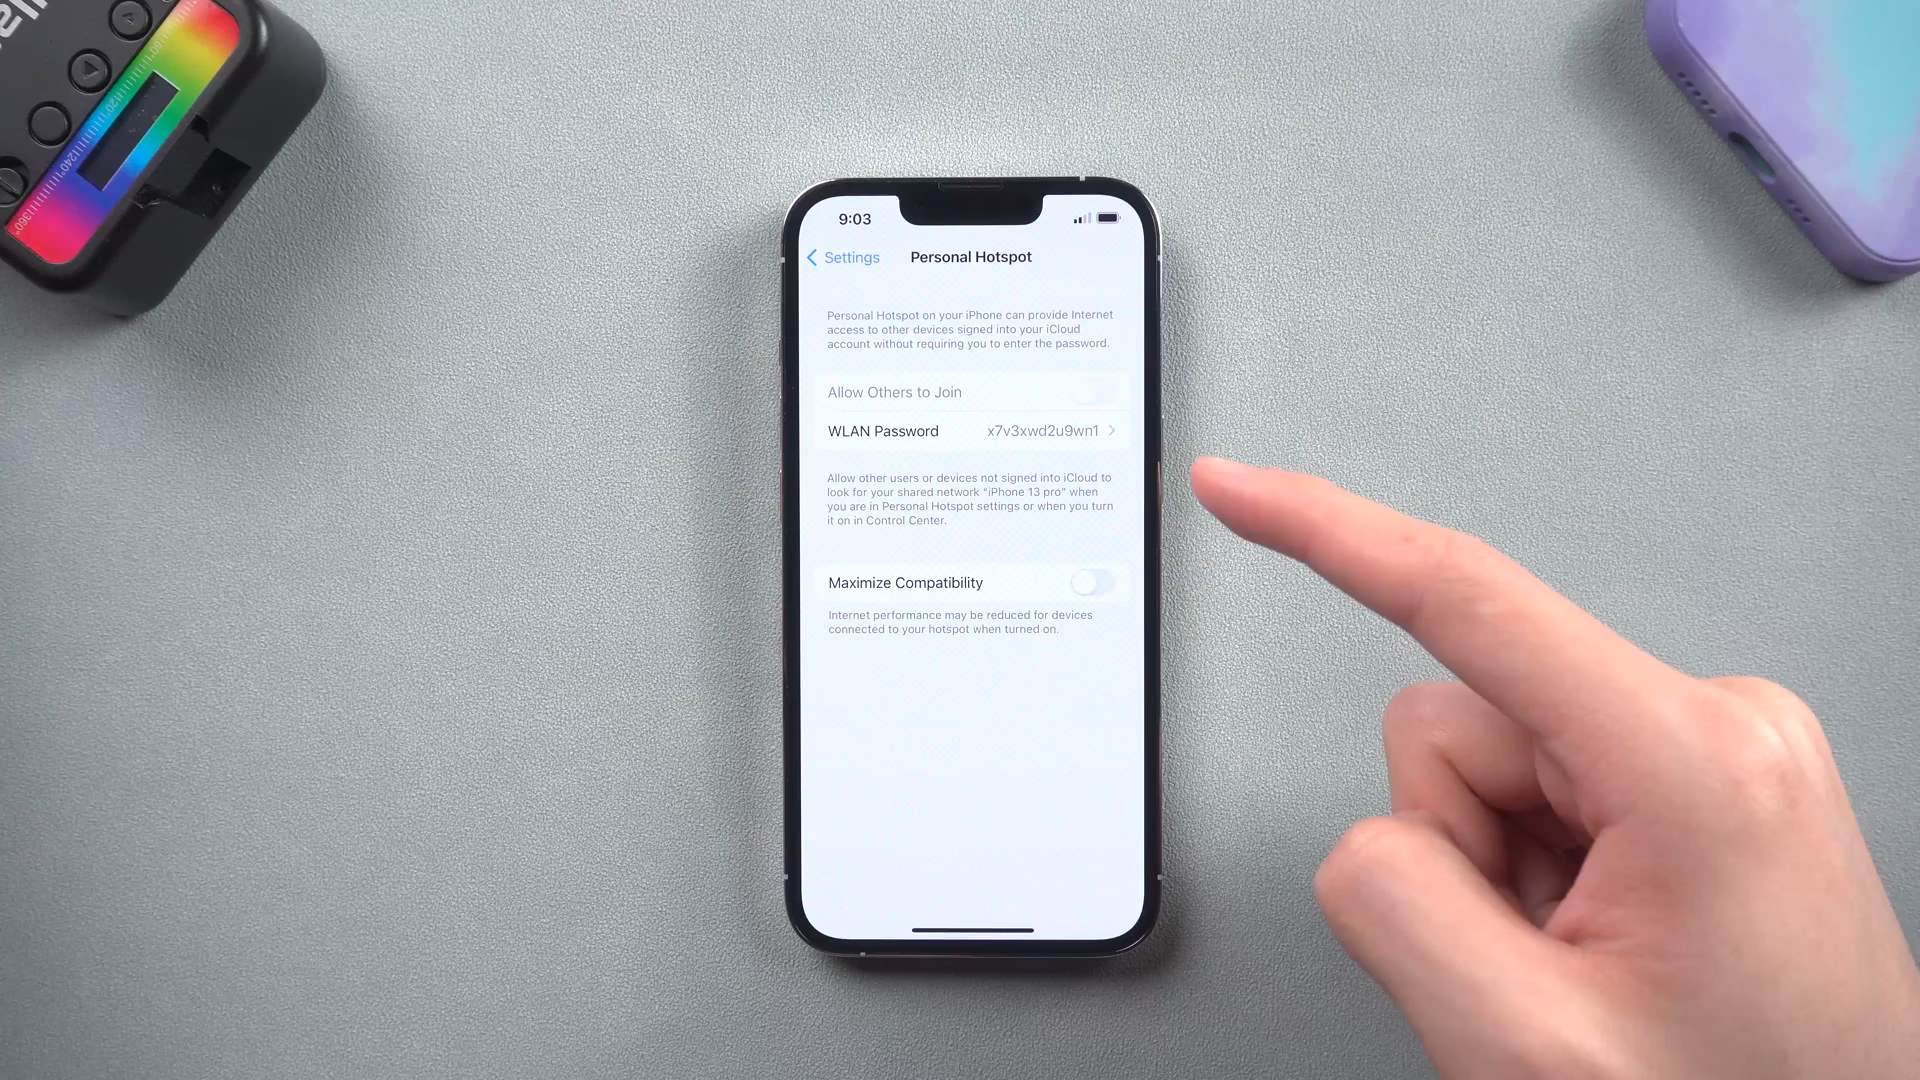 9:03
Settings
Personal Hotspot
Personal Hotspot on your iPhone can provide Internet
access to other devices signed into your iCloud
account without requiring you to enter the password.
Allow Others to Join
WLAN Password x7v3xwd2u9wn1
Allow other users or devices not signed into iCloud to
look for your shared network “iPhone 13 pro” when
you are in Personal Hotspot settings or when you turn
it on in Control Center.
Maximize Compatibility
Internet performance may be reduced for devices
connected to your hotspot when turned on.
120°
240°
360°